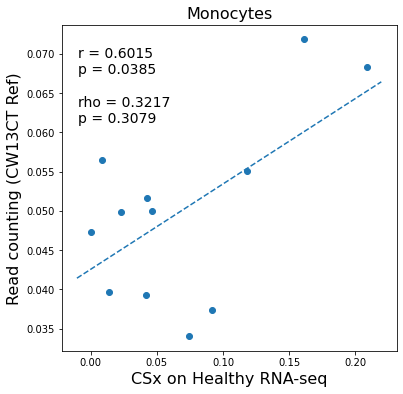 Monocytes
r = 0.6015
p = 0.0385
rho = 0.3217
p = 0.3079
Read counting (CW13CT Ref)
0.070
0.065
0.060
0.055
0.050
0.045
0.040
0.035
0.00 0.05 0.10 0.15 0.20
CSx on Healthy RNA-seq